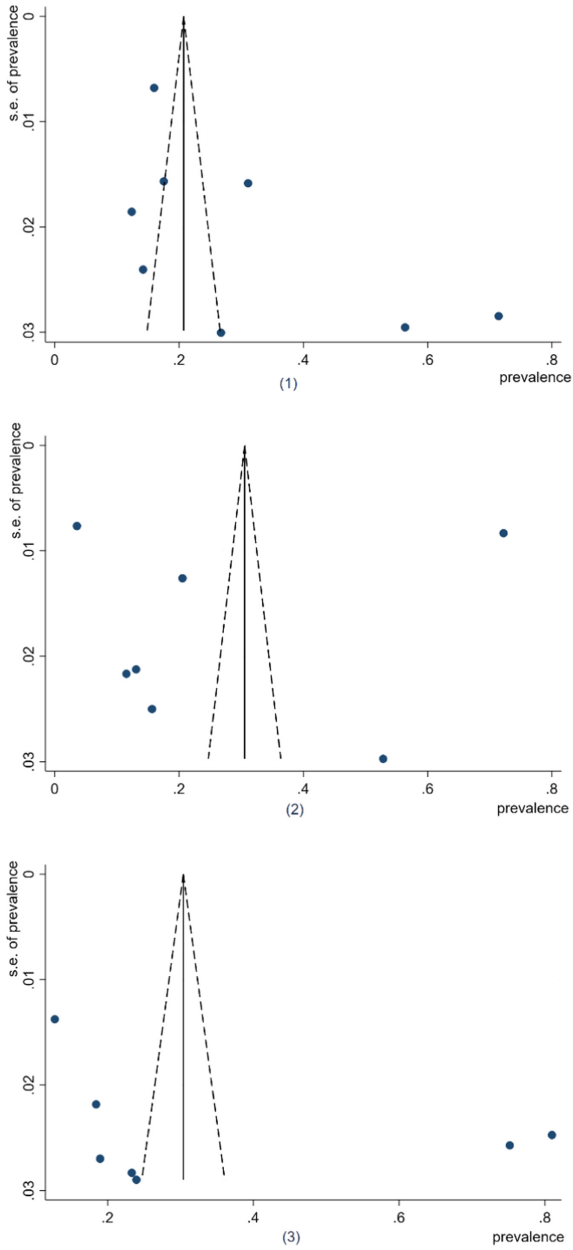 s.e. of prevalence
0
.01
.02
.03
0 .2 .4 .6 .8
prevalence
(1)
s.e. of prevalence
0
.01
.02
.03
0 .2 .4 .6 .8
prevalence
(2)
s.e. of prevalence
0
.01
.02
.03
.2 .4 .6 0.8
prevalence
(3)